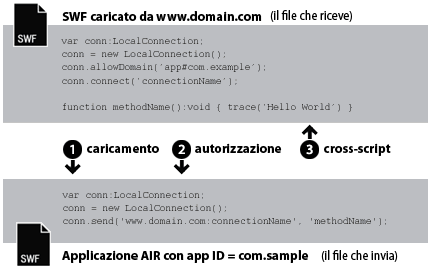 SWF caricato da www.domain.com (il file che riceve)
SWF
var conn:LocalConnection;
conn = new LocalConnection();
conn.allowDomain('app#com.example');
conn.connect('connectionName');
function methodName():void { trace('Hello World') }
1 caricamento 2 autorizzazione 3 cross-script
var conn:LocalConnection;
conn = new LocalConnection();
conn.send('www.domain.com:connectionName', 'methodName');
SWF
Applicazione AIR con app ID = com.sample (il file che invia)